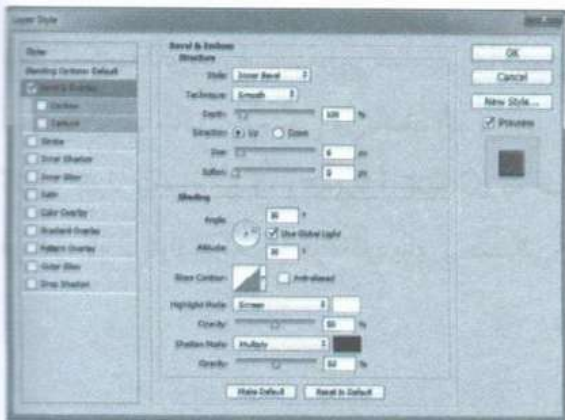 Layer Style
Styles
Blending Options: Default
Bevel & Emboss
Contour
Texture
Stroke
Inner Shadow
Inner Glow
Satin
Color Overlay
Gradient Overlay
Pattern Overlay
Outer Glow
Drop Shadow
Bevel & Emboss
Structure
Style: Inner Bevel
Technique: Smooth
Depth: 100 %
Direction: Up Down
Size: px
Soften: 0 px
Shading
Angle: 30 °
Use Global Light
Altitude: 30 °
Gloss Contour: Anti-aliased
Highlight Mode: Screen
Opacity: 50 %
Shadow Mode: Multiply
Opacity: 50 %
Make Default Reset to Default
OK
Cancel
New Style...
Preview